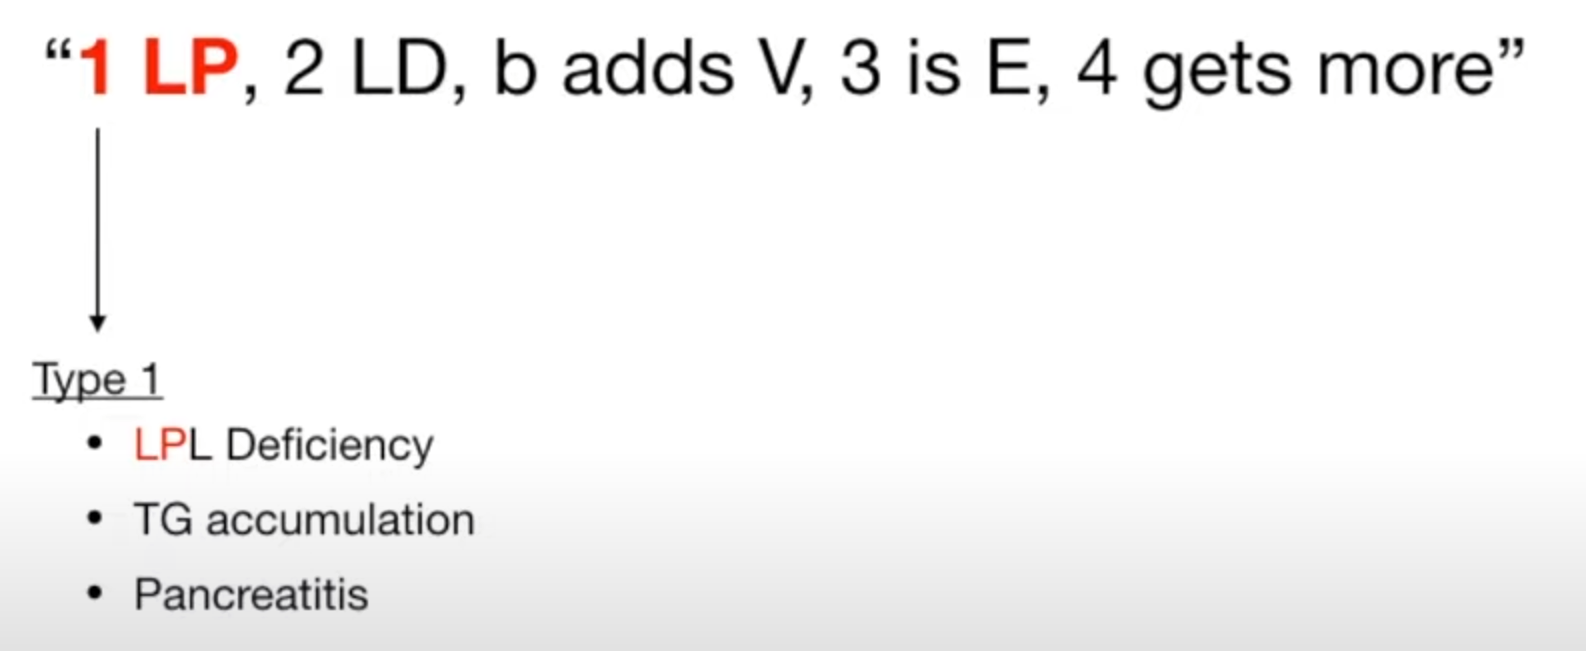 “1 LP, 2 LD, b adds V, 3 is E, 4 gets more”
Type 1
• LPL Deficiency
• TG accumulation
• Pancreatitis